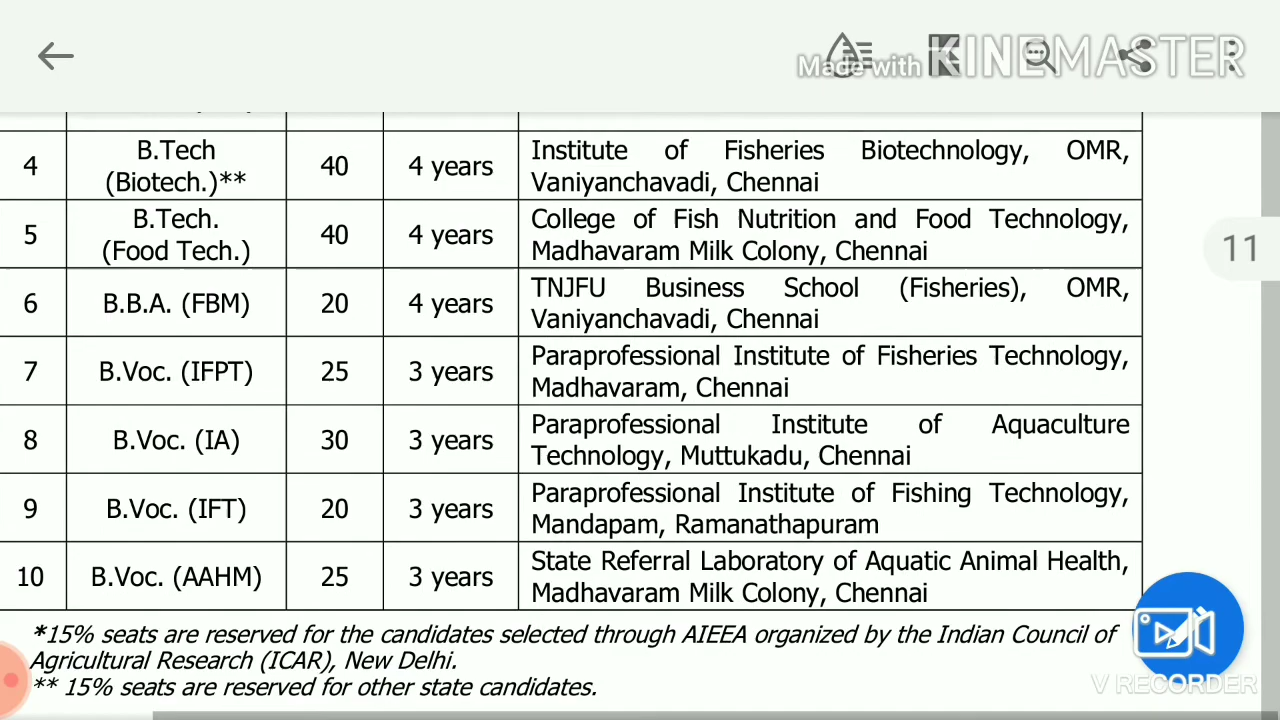 Made with KINEMASTER
4 B.Tech (Biotech.)** 40 4 years Institute of Fisheries Biotechnology, OMR, Vaniyanchavadi, Chennai
5 B.Tech. (Food Tech.) 40 4 years College of Fish Nutrition and Food Technology, Madhavaram Milk Colony, Chennai
11
6 B.B.A. (FBM) 20 4 years TNJFU Business School (Fisheries), OMR, Vaniyanchavadi, Chennai
7 B.Voc. (IFPT) 25 3 years Paraprofessional Institute of Fisheries Technology, Madhavaram, Chennai
8 B.Voc. (IA) 30 3 years Paraprofessional Institute of Aquaculture Technology, Muttukadu, Chennai
9 B.Voc. (IFT) 20 3 years Paraprofessional Institute of Fishing Technology, Mandapam, Ramanathapuram
10 B.Voc. (AAHM) 25 3 years State Referral Laboratory of Aquatic Animal Health, Madhavaram Milk Colony, Chennai
*15% seats are reserved for the candidates selected through AIEEA organized by the Indian Council of
Agricultural Research (ICAR), New Delhi.
** 15% seats are reserved for other state candidates.
V RECORDER